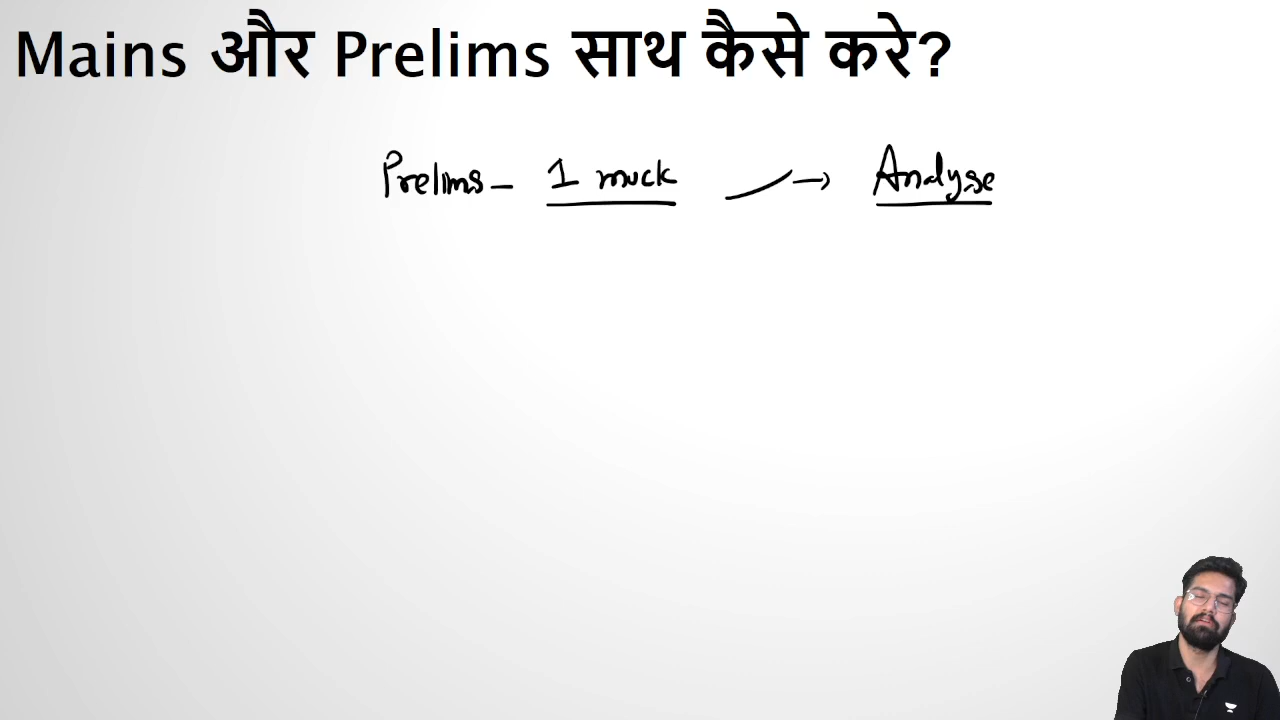 Mains और Prelims साथ कैसे करे?
Prelims - 1 mock → Analyse